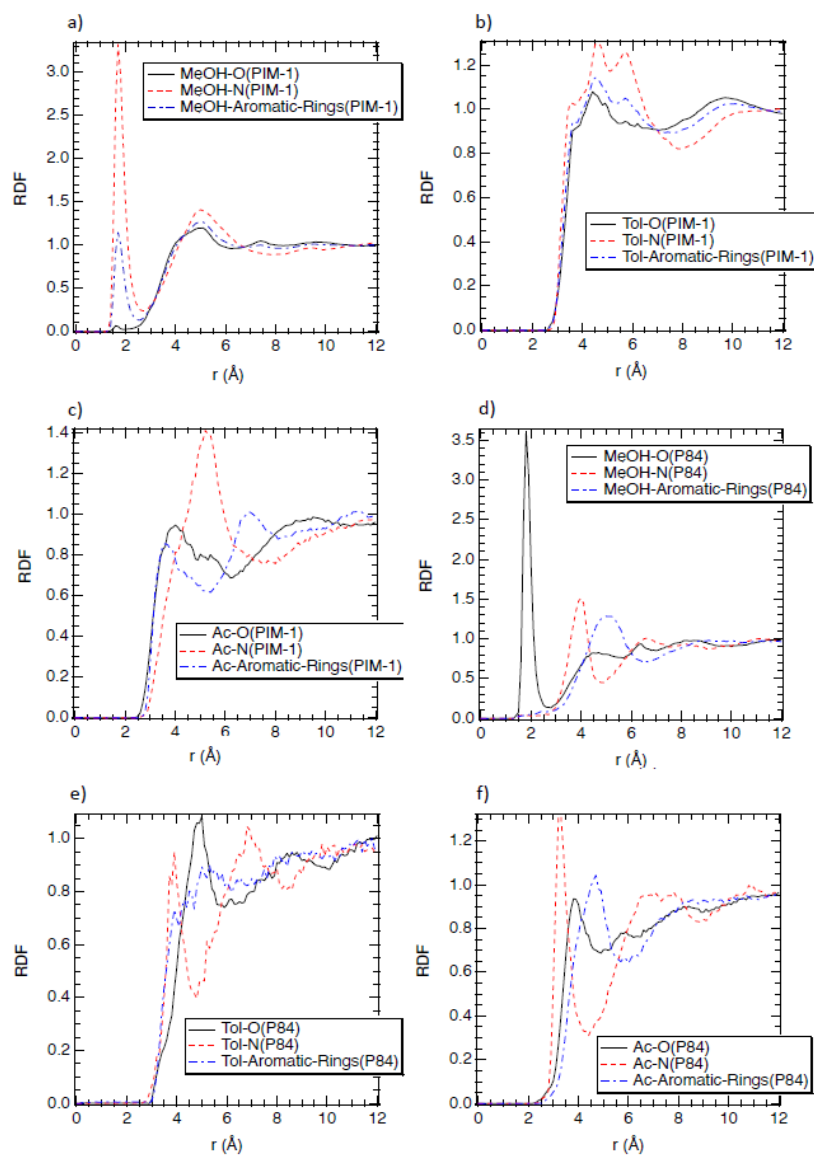 a)
3.0
2.5
2.0
1.5
1.0
0.5
0.0
RDF
MeOH-O(PIM-1)
MeOH-N(PIM-1)
MeOH-Aromatic-Rings(PIM-1)
0 2 4 6 8 10 12
r (Å)
b)
1.2
1.0
0.8
0.6
0.4
0.2
0.0
RDF
Tol-O(PIM-1)
Tol-N(PIM-1)
Tol-Aromatic-Rings(PIM-1)
0 2 4 6 8 10 12
r (Å)
c)
1.4
1.2
1.0
0.8
0.6
0.4
0.2
0.0
RDF
Ac-O(PIM-1)
Ac-N(PIM-1)
Ac-Aromatic-Rings(PIM-1)
0 2 4 6 8 10 12
r (Å)
d)
3.5
3.0
2.5
2.0
1.5
1.0
0.5
0
RDF
MeOH-O(P84)
MeOH-N(P84)
MeOH-Aromatic-Rings(P84)
0 2 4 6 8 10 12
r (Å)
e)
1.0
0.8
0.6
0.4
0.2
0.0
RDF
Tol-O(P84)
Tol-N(P84)
Tol-Aromatic-Rings(P84)
0 2 4 6 8 10 12
r (Å)
f)
1.2
1.0
0.8
0.6
0.4
0.2
0.0
RDF
Ac-O(P84)
Ac-N(P84)
Ac-Aromatic-Rings(P84)
0 2 4 6 8 10 12
r (Å)